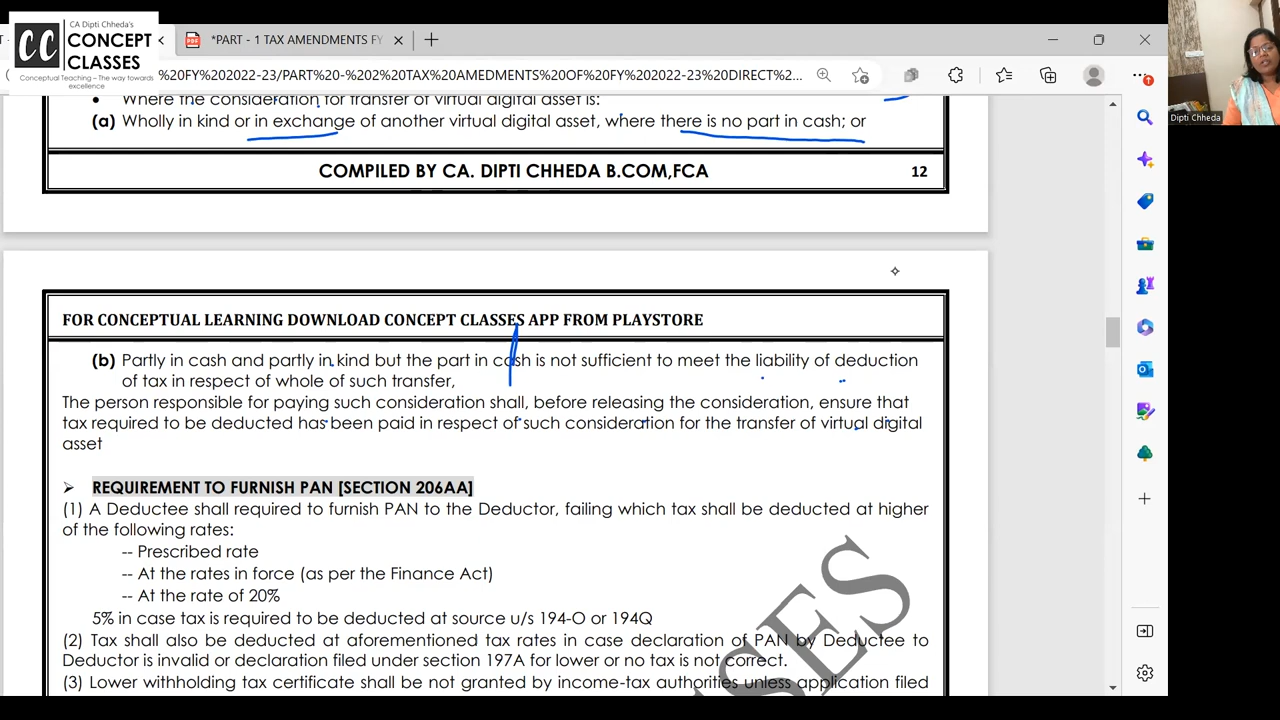 CA Dipti Chheda's
CC CONCEPT
CLASSES
Conceptual Teaching – The way towards
excellence
*PART - 1 TAX AMENDMENTS FY
%20FY%202022-23/PART%20-%202%20TAX%20AMEDMENTS%20OF%20FY%202022-23%20DIRECT%2...
• Where the consideration for transfer of virtual digital asset is:
(a) Wholly in kind or in exchange of another virtual digital asset, where there is no part in cash; or
COMPILED BY CA. DIPTI CHHEDA B.COM,FCA 12
FOR CONCEPTUAL LEARNING DOWNLOAD CONCEPT CLASSES APP FROM PLAYSTORE
(b) Partly in cash and partly in kind but the part in cash is not sufficient to meet the liability of deduction
of tax in respect of whole of such transfer,
The person responsible for paying such consideration shall, before releasing the consideration, ensure that
tax required to be deducted has been paid in respect of such consideration for the transfer of virtual digital
asset
➢ REQUIREMENT TO FURNISH PAN [SECTION 206AA]
(1) A Deductee shall required to furnish PAN to the Deductor, failing which tax shall be deducted at higher
of the following rates:
-- Prescribed rate
-- At the rates in force (as per the Finance Act)
-- At the rate of 20%
5% in case tax is required to be deducted at source u/s 194-O or 194Q
(2) Tax shall also be deducted at aforementioned tax rates in case declaration of PAN by Deductee to
Deductor is invalid or declaration filed under section 197A for lower or no tax is not correct.
(3) Lower withholding tax certificate shall be not granted by income-tax authorities unless application filed
SES
Dipti Chheda